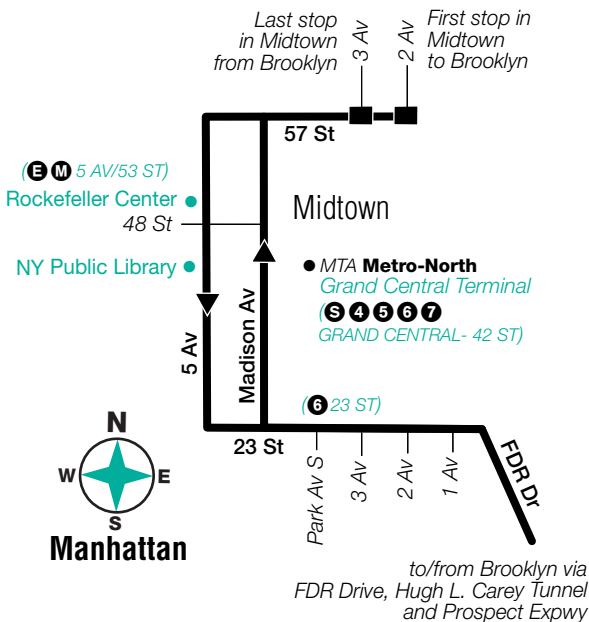 Last stop
in Midtown
from Brooklyn
3 Av
2 Av
First stop in
Midtown
to Brooklyn
57 St
(E M 5 AV/53 ST)
Rockefeller Center
48 St
Midtown
NY Public Library
MTA Metro-North
Grand Central Terminal
(S 4 5 6 7
GRAND CENTRAL- 42 ST)
5 Av
Madison Av
(6 23 ST)
23 St
Park Av S
3 Av
2 Av
1 Av
FDR Dr
N
W E
S
Manhattan
to/from Brooklyn via
FDR Drive, Hugh L. Carey Tunnel
and Prospect Expwy